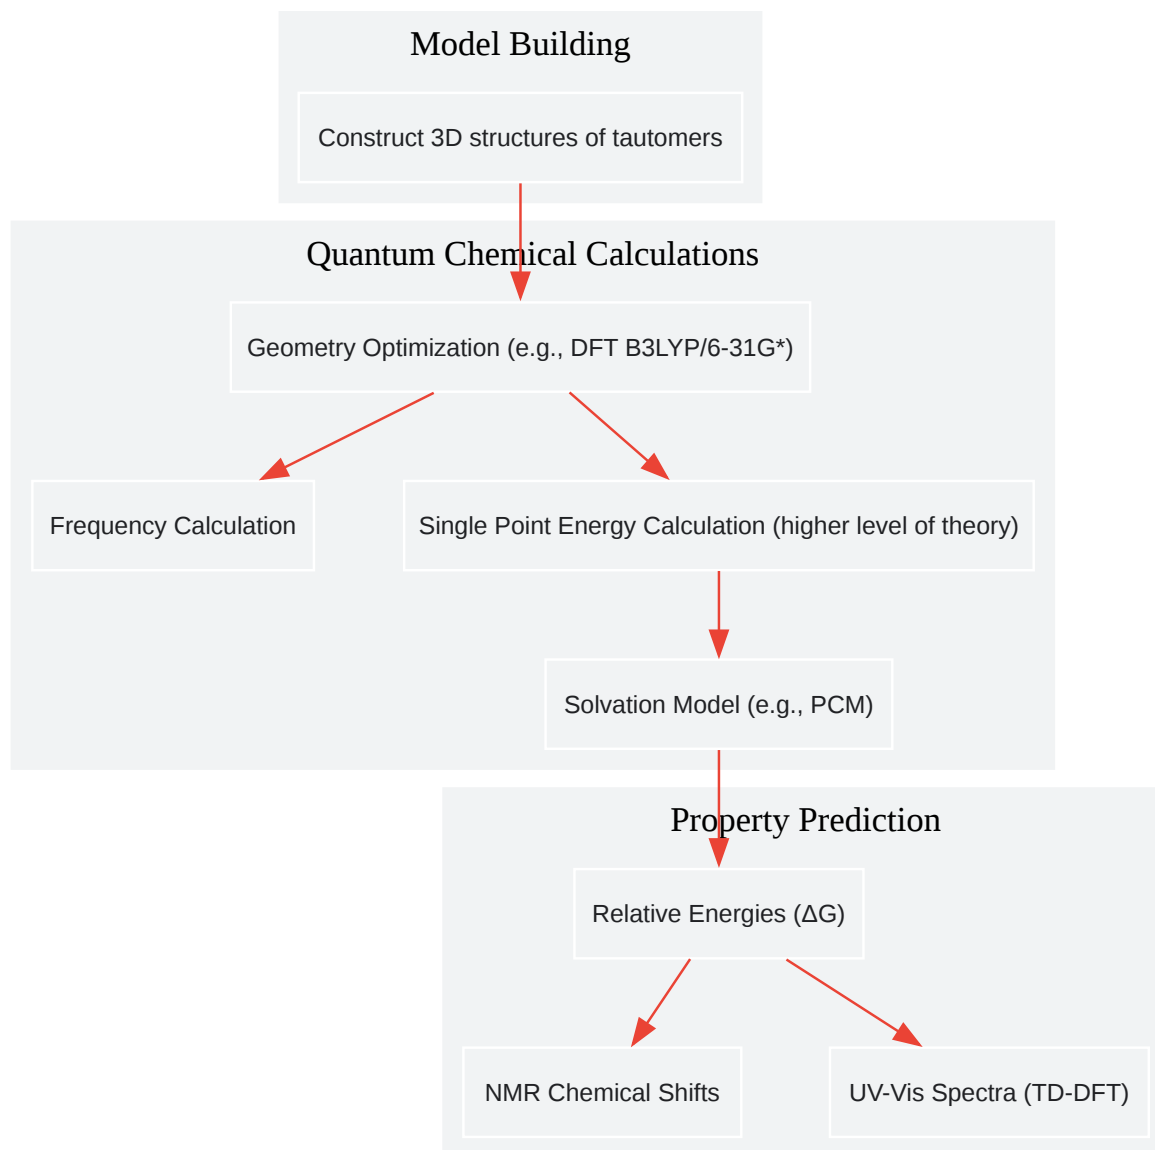 Model Building
Construct 3D structures of tautomers
Quantum Chemical Calculations
Geometry Optimization (e.g., DFT B3LYP/6-31G*)
Frequency Calculation
Single Point Energy Calculation (higher level of theory)
Solvation Model (e.g., PCM)
Property Prediction
Relative Energies (ΔG)
NMR Chemical Shifts
UV-Vis Spectra (TD-DFT)